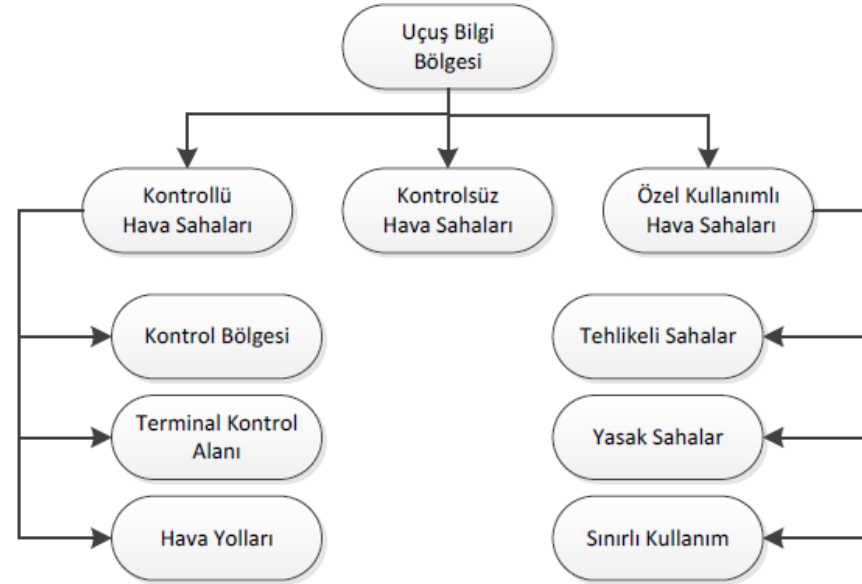 Uçuş Bilgi
Bölgesi
Kontrollü
Hava Sahaları
Kontrolsüz
Hava Sahaları
Özel Kullanımlı
Hava Sahaları
Kontrol Bölgesi
Tehlikeli Sahalar
Terminal Kontrol
Alanı
Yasak Sahalar
Hava Yolları
Sınırlı Kullanım